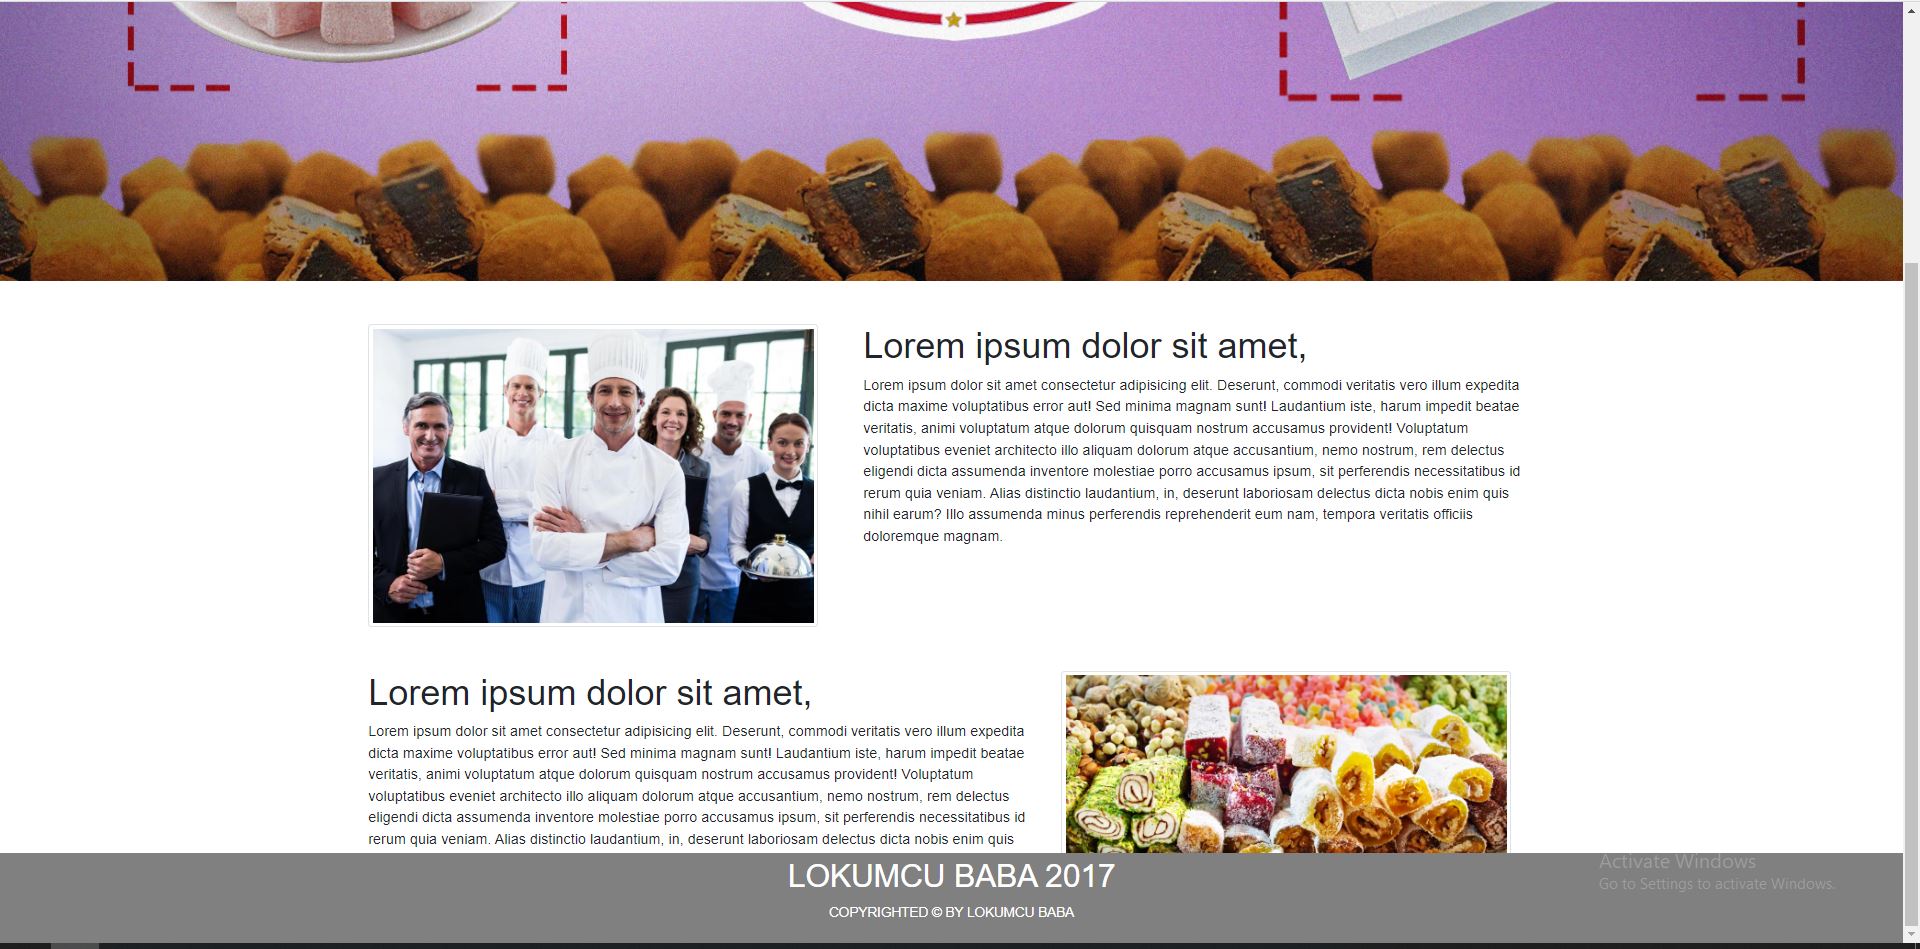 Lorem ipsum dolor sit amet,
Lorem ipsum dolor sit amet consectetur adipisicing elit. Deserunt, commodi veritatis vero illum expedita
dicta maxime voluptatibus error aut! Sed minima magnam sunt! Laudantium iste, harum impedit beatae
veritatis, animi voluptatum atque dolorum quisquam nostrum accusamus provident! Voluptatum
voluptatibus eveniet architecto illo aliquam dolorum atque accusantium, nemo nostrum, rem delectus
eligendi dicta assumenda inventore molestiae porro accusamus ipsum, sit perferendis necessitatibus id
rerum quia veniam. Alias distinctio laudantium, in, deserunt laboriosam delectus dicta nobis enim quis
nihil earum? Illo assumenda minus perferendis reprehenderit eum nam, tempora veritatis officiis
doloremque magnam.
Lorem ipsum dolor sit amet,
Lorem ipsum dolor sit amet consectetur adipisicing elit. Deserunt, commodi veritatis vero illum expedita
dicta maxime voluptatibus error aut! Sed minima magnam sunt! Laudantium iste, harum impedit beatae
veritatis, animi voluptatum atque dolorum quisquam nostrum accusamus provident! Voluptatum
voluptatibus eveniet architecto illo aliquam dolorum atque accusantium, nemo nostrum, rem delectus
eligendi dicta assumenda inventore molestiae porro accusamus ipsum, sit perferendis necessitatibus id
rerum quia veniam. Alias distinctio laudantium, in, deserunt laboriosam delectus dicta nobis enim quis
LOKUMCU BABA 2017
COPYRIGHTED © BY LOKUMCU BABA
Activate Windows
Go to Settings to activate Windows.